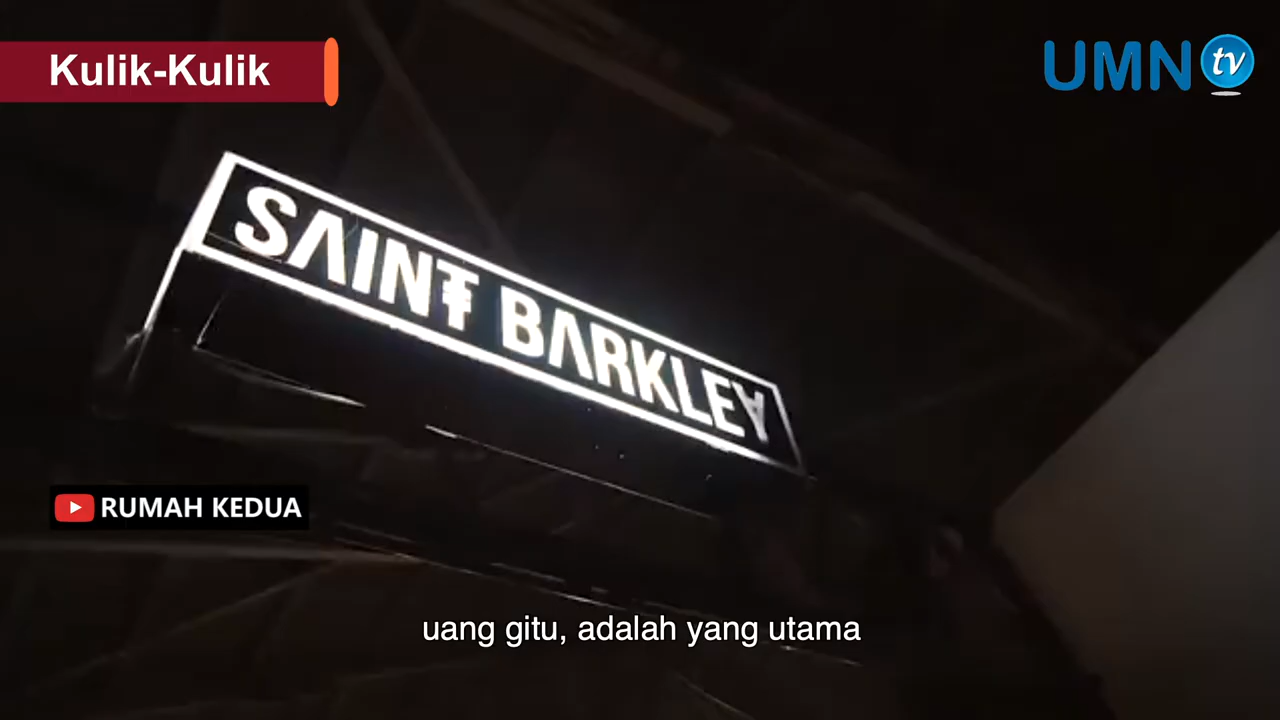 Kulik-Kulik
UMN tv
SAINT BARKLEY
RUMAH KEDUA
uang gitu, adalah yang utama